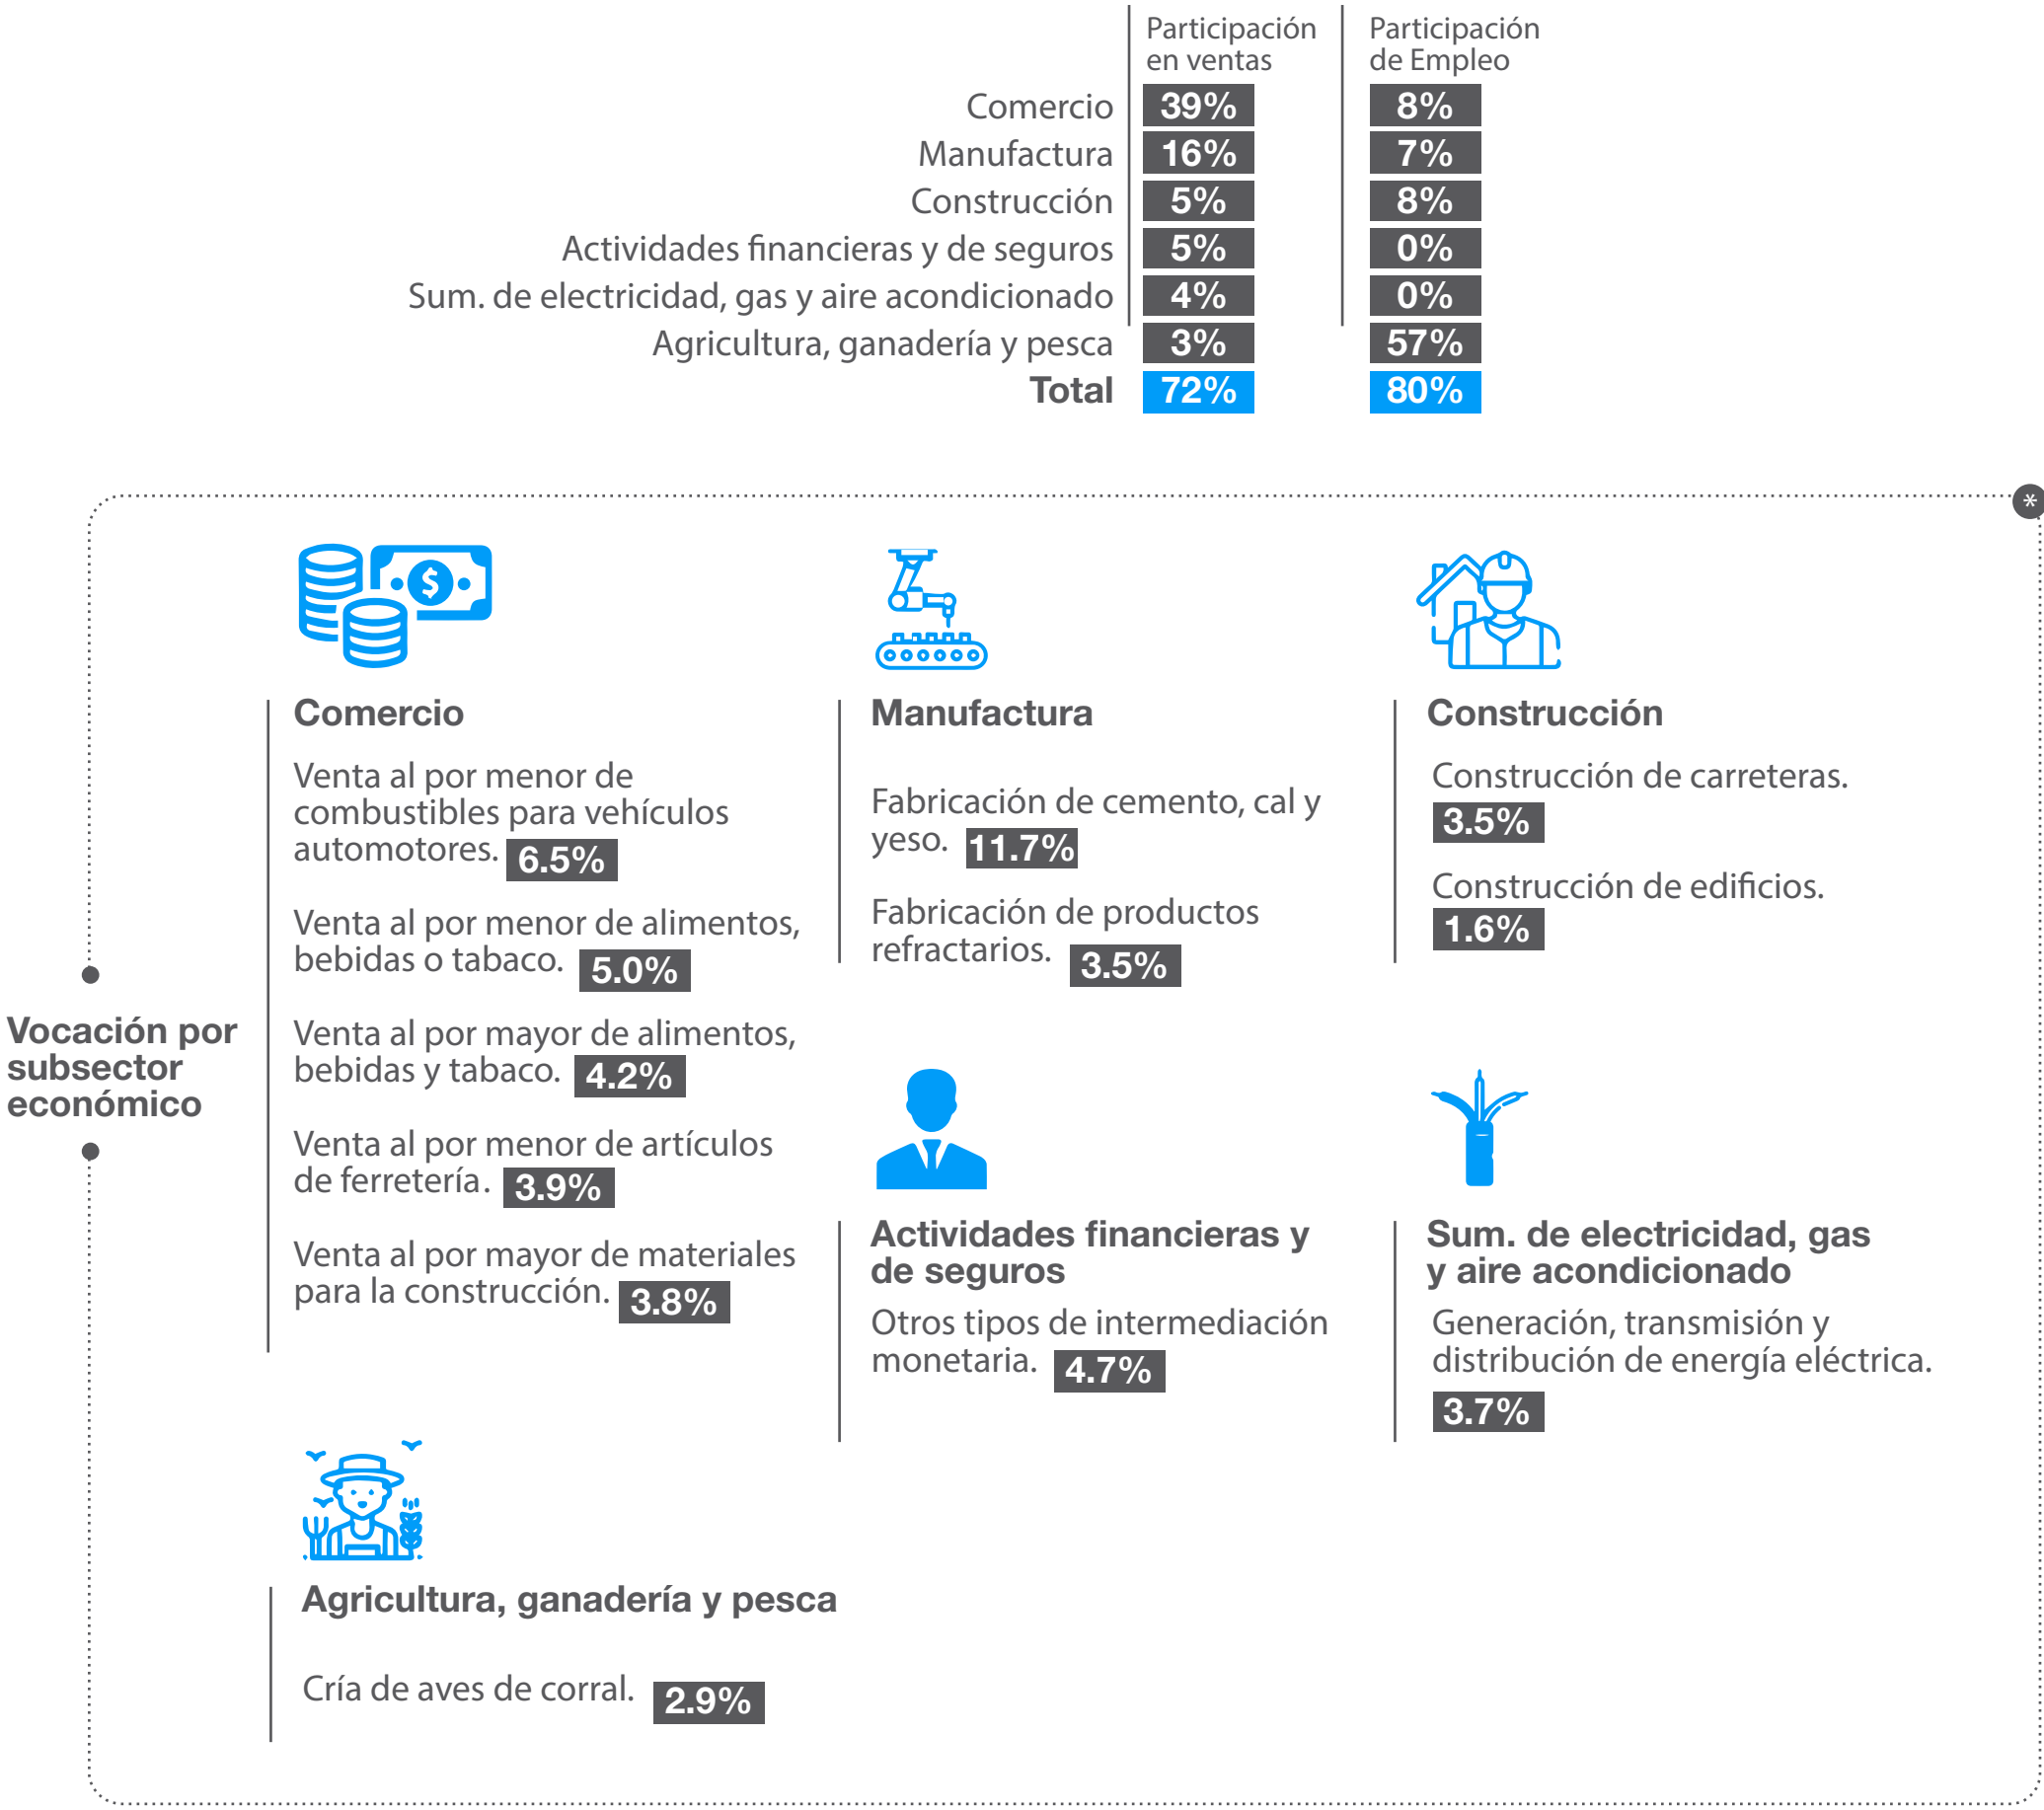 Participación
en ventas
Participación
de Empleo
Comercio 39% 8%
Manufactura 16% 7%
Construcción 5% 8%
Actividades financieras y de seguros 5% 0%
Sum. de electricidad, gas y aire acondicionado 4% 0%
Agricultura, ganadería y pesca 3% 57%
Total 72% 80%
*
Vocación por
subsector
económico
Comercio
Venta al por menor de
combustibles para vehículos
automotores. 6.5%
Venta al por menor de alimentos,
bebidas o tabaco. 5.0%
Venta al por mayor de alimentos,
bebidas y tabaco. 4.2%
Venta al por menor de artículos
de ferretería. 3.9%
Venta al por mayor de materiales
para la construcción. 3.8%
Manufactura
Fabricación de cemento, cal y
yeso. 11.7%
Fabricación de productos
refractarios. 3.5%
Construcción
Construcción de carreteras.
3.5%
Construcción de edificios.
1.6%
Actividades financieras y
de seguros
Otros tipos de intermediación
monetaria. 4.7%
Sum. de electricidad, gas
y aire acondicionado
Generación, transmisión y
distribución de energía eléctrica.
3.7%
Agricultura, ganadería y pesca
Cría de aves de corral. 2.9%